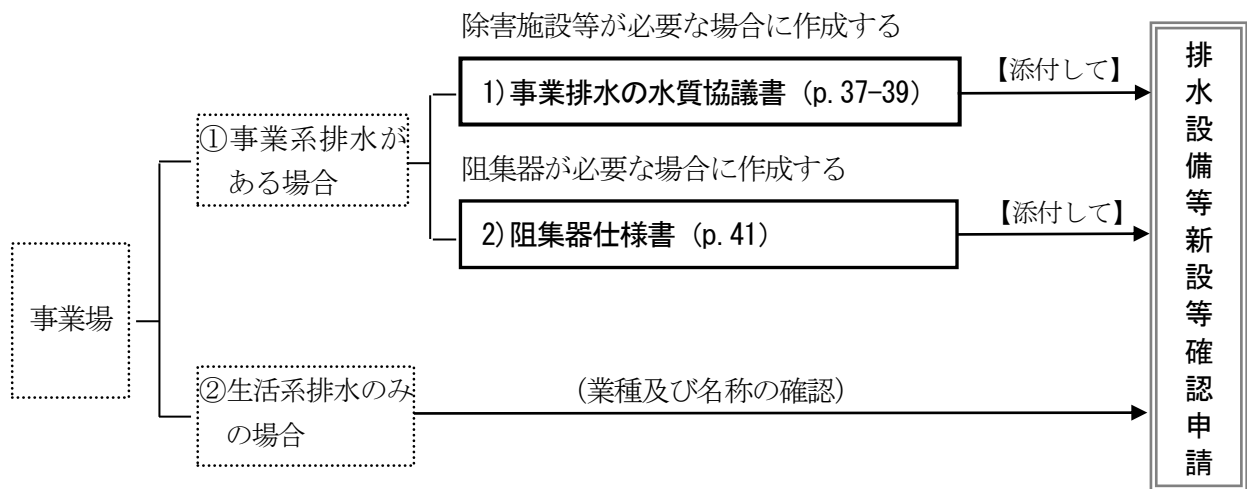 除害施設等が必要な場合に作成する
1)事業排水の水質協議書（p.37-39）
【添付して】
①事業系排水が
ある場合
阻集器が必要な場合に作成する
2)阻集器仕様書（p.41）
【添付して】
事業場
②生活系排水のみ
の場合
（業種及び名称の確認）
排水設備等新設等確認申請